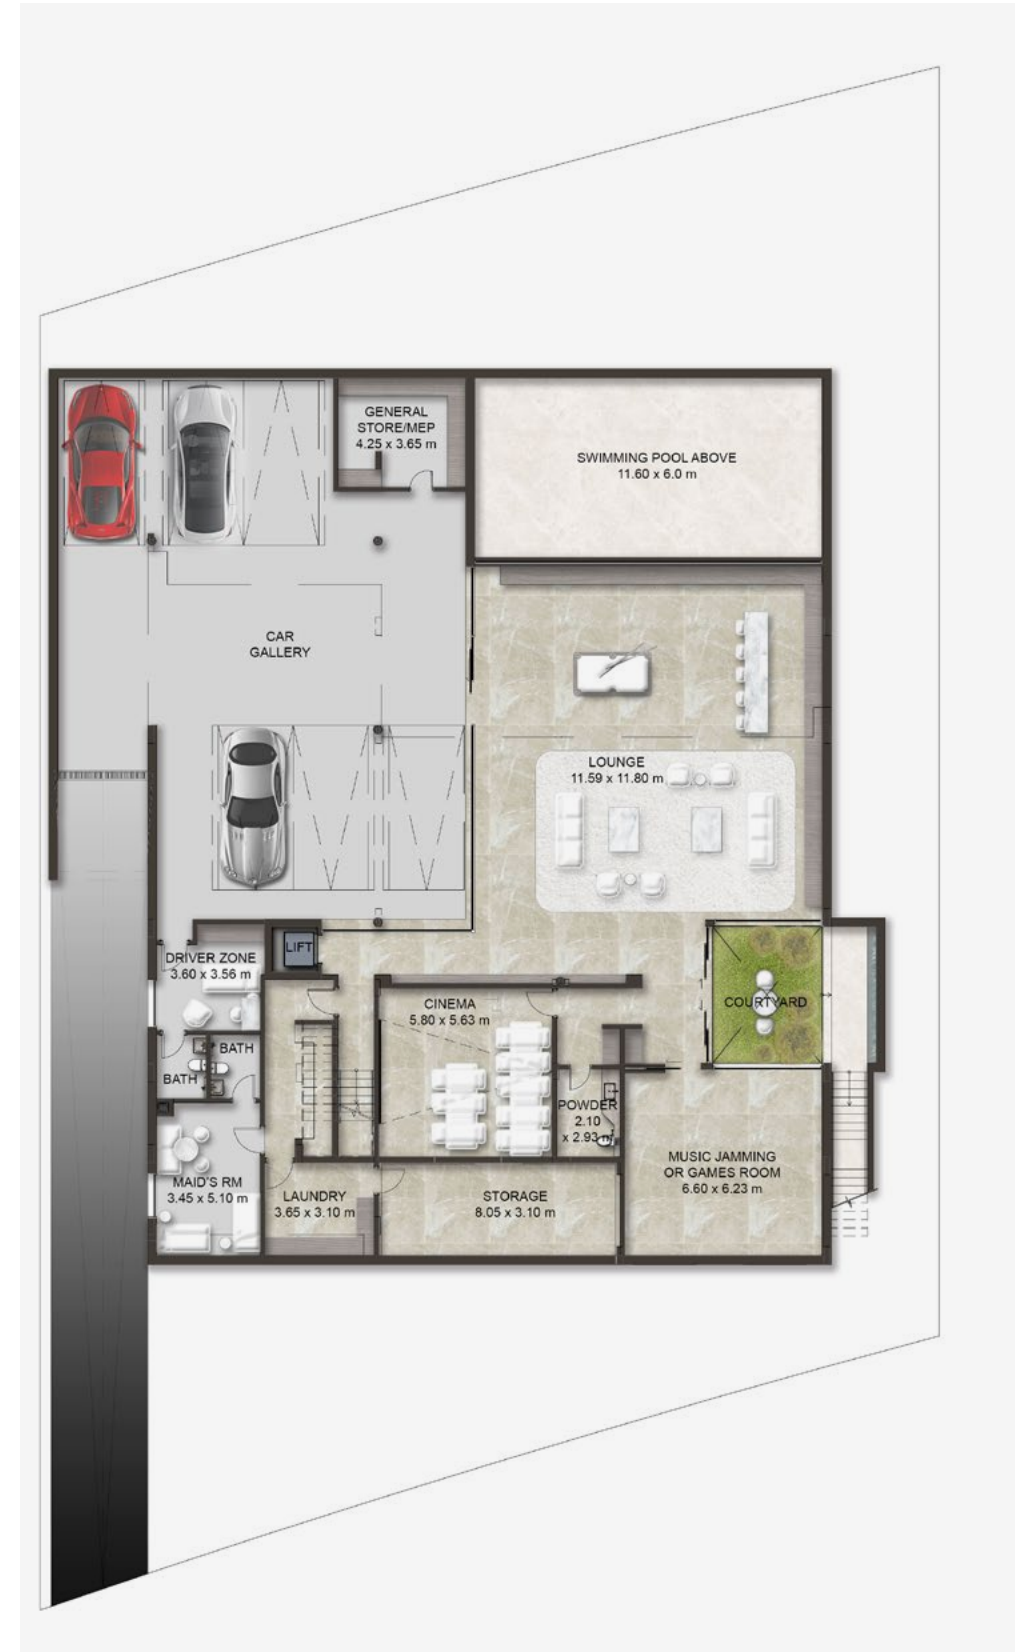 GENERAL
STORE/MEP
4.25 x 3.65 m
SWIMMING POOL ABOVE
11.60 x 6.0 m
CAR
GALLERY
LOUNGE
11.59 x 11.80 m
LIFT
DRIVER ZONE
3.60 x 3.56 m
CINEMA
5.80 x 5.63 m
COURTYARD
BATH
BATH
POWDER
2.10
x 2.93 m
MUSIC JAMMING
OR GAMES ROOM
6.60 x 6.23 m
MAID'S RM
3.45 x 5.10 m
LAUNDRY
3.65 x 3.10 m
STORAGE
8.05 x 3.10 m